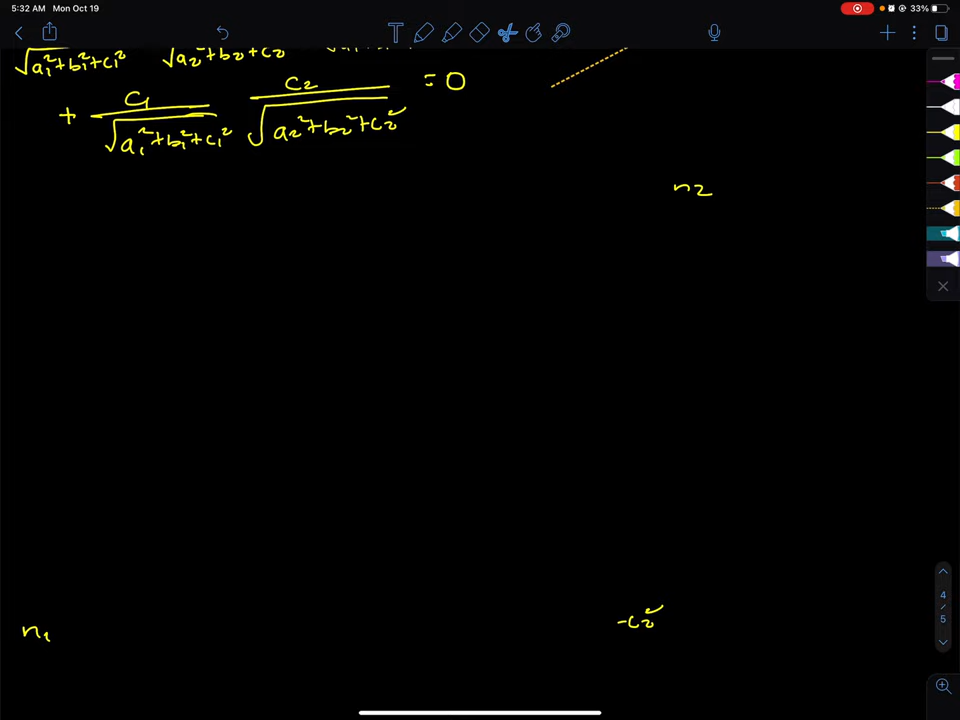 5:32 AM Mon Oct 19
33%
√a₁²+b₁²+c₁² √a₂²+b₂+c₂
+ c₁/√a₁²+b₁²+c₁² c₂/√a₂²+b₂²+c₂² = 0
n₂
4
/
5
-c₂²
n₁